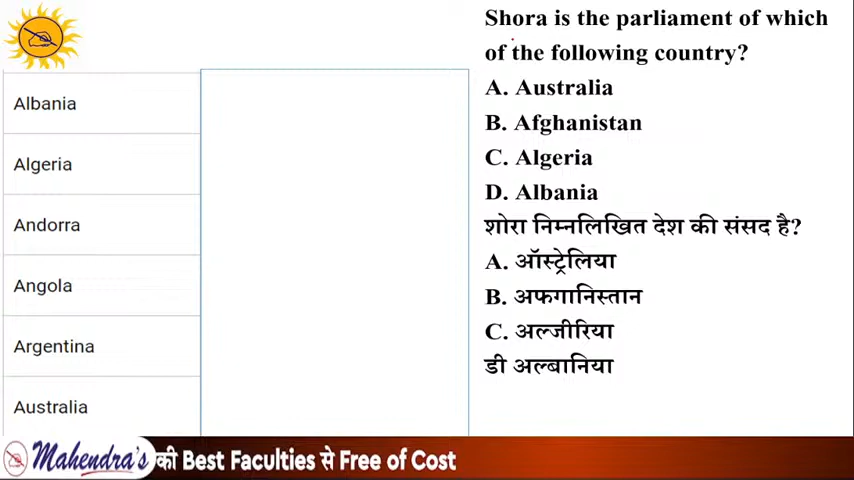 Albania
Algeria
Andorra
Angola
Argentina
Australia
Shora is the parliament of which
of the following country?
A. Australia
B. Afghanistan
C. Algeria
D. Albania
शोरा निम्नलिखित देश की संसद है?
A. ऑस्ट्रेलिया
B. अफगानिस्तान
C. अल्जीरिया
डी अल्बानिया
Mahendra's की Best Faculties से Free of Cost